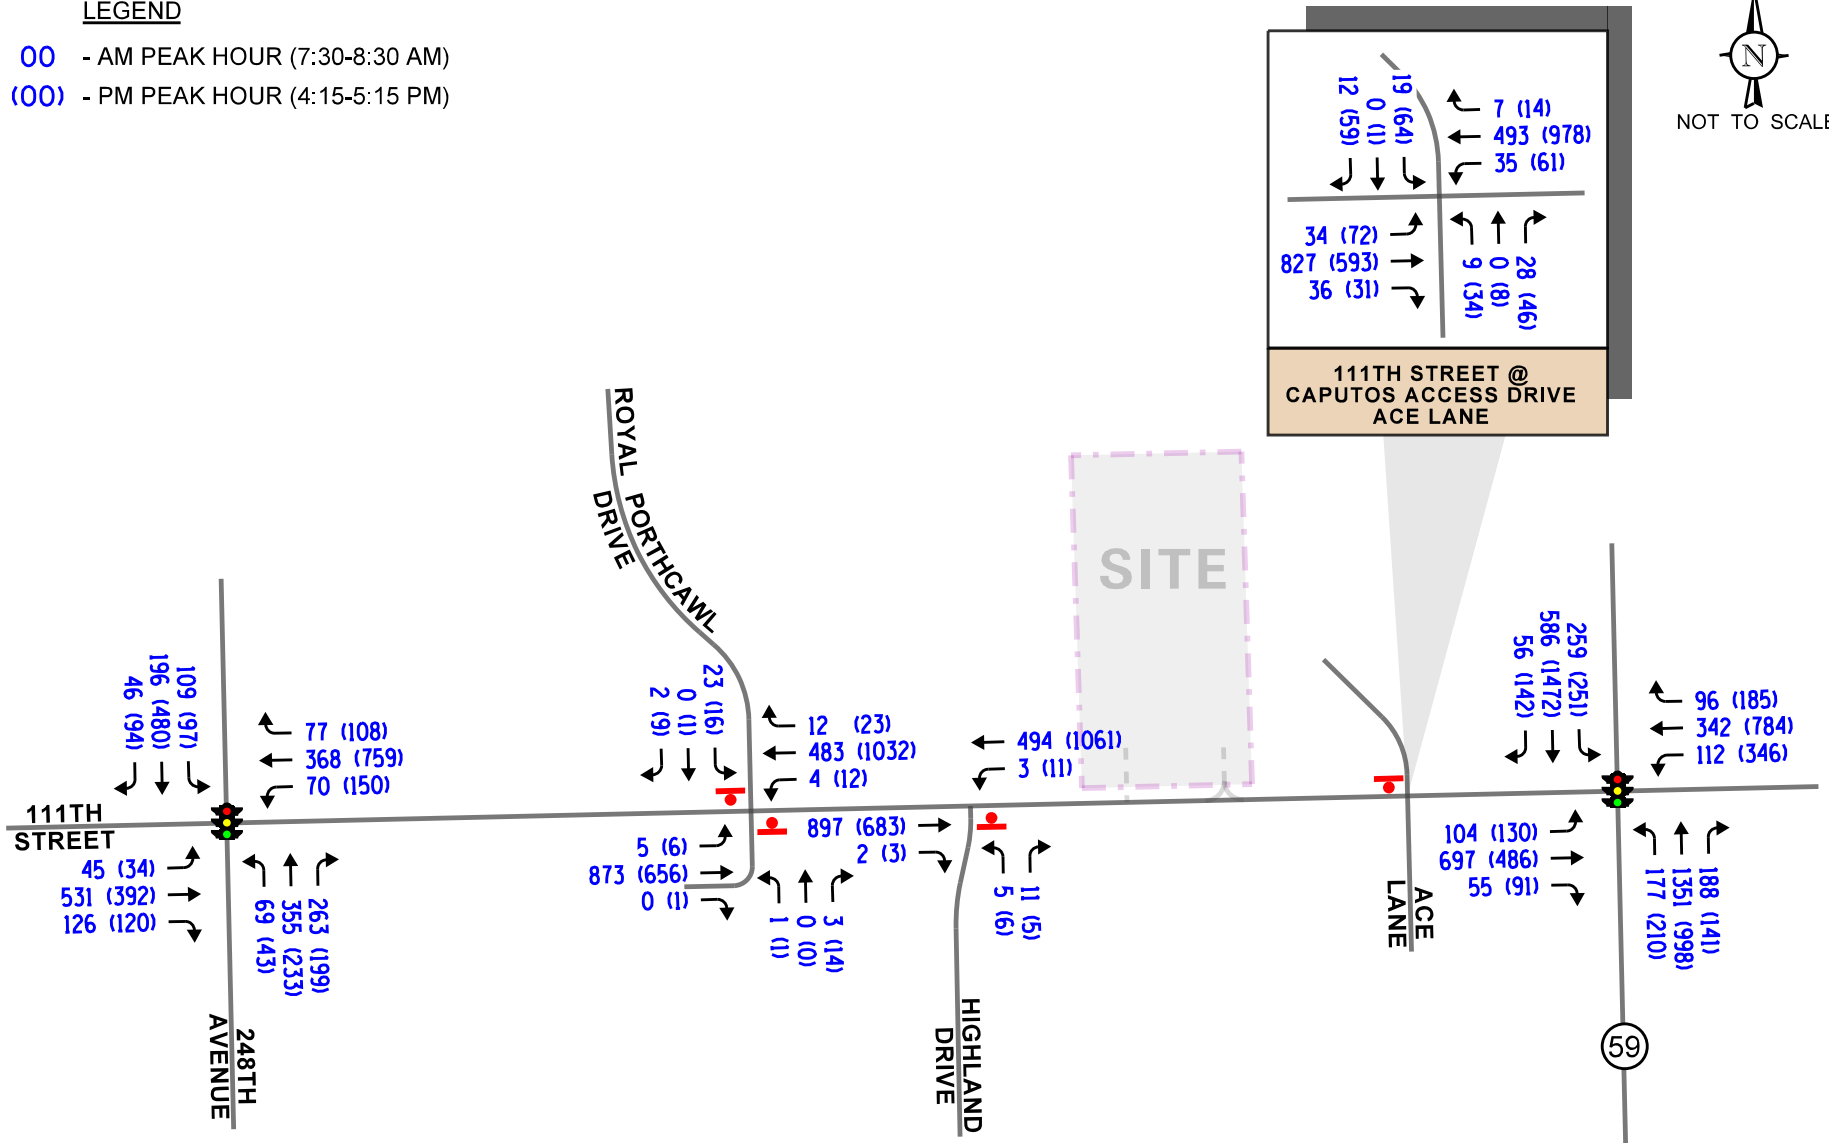 LEGEND
00 - AM PEAK HOUR (7:30-8:30 AM)
(00) - PM PEAK HOUR (4:15-5:15 PM)
N
NOT TO SCALE
12 (59)
0 (1)
19 (64)
7 (14)
493 (978)
35 (61)
34 (72)
827 (593)
36 (31)
9 (34)
0 (8)
28 (46)
111TH STREET @
CAPUTOS ACCESS DRIVE
ACE LANE
ROYAL PORTHCAWL
DRIVE
SITE
46 (94)
196 (480)
109 (97)
77 (108)
368 (759)
70 (150)
111TH
STREET
45 (34)
531 (392)
126 (120)
69 (43)
355 (233)
263 (199)
248TH
AVENUE
2 (9)
0 (1)
23 (16)
12 (23)
483 (1032)
4 (12)
5 (6)
873 (656)
0 (1)
1 (1)
0 (0)
3 (14)
494 (1061)
3 (11)
897 (683)
2 (3)
5 (6)
11 (5)
HIGHLAND
DRIVE
ACE
LANE
56 (142)
586 (1472)
259 (251)
96 (185)
342 (784)
112 (346)
104 (130)
697 (486)
55 (91)
177 (210)
1351 (998)
188 (141)
59